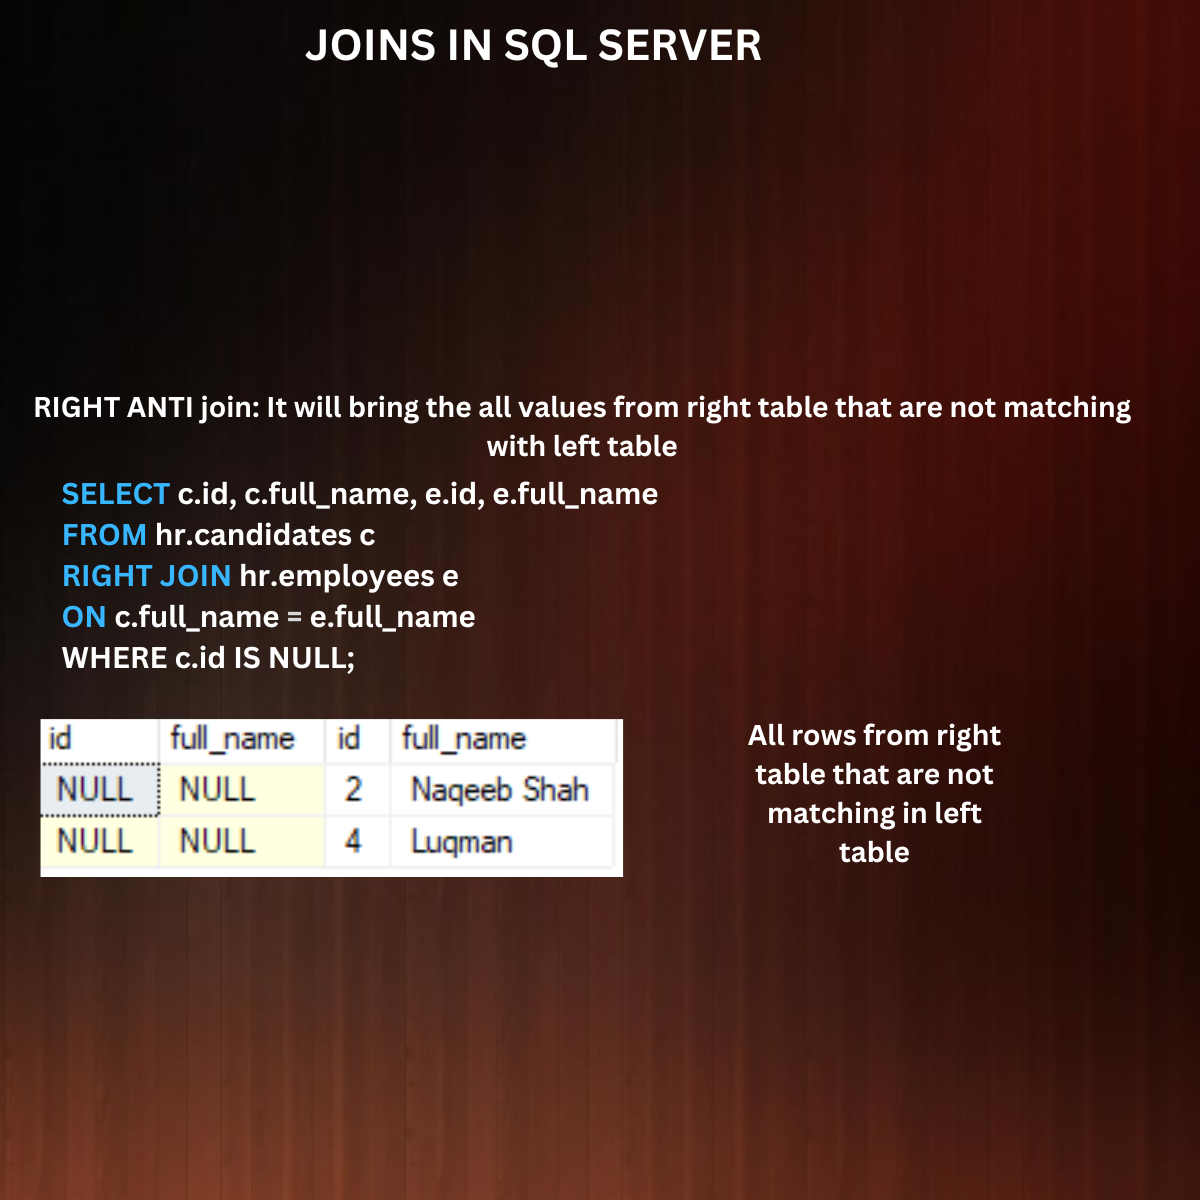 JOINS IN SQL SERVER
RIGHT ANTI join: It will bring the all values from right table that are not matching
with left table
SELECT c.id, c.full_name, e.id, e.full_name
FROM hr.candidates c
RIGHT JOIN hr.employees e
ON c.full_name = e.full_name
WHERE c.id IS NULL;
id full_name id full_name
NULL NULL 2 Naqeeb Shah
NULL NULL 4 Luqman
All rows from right
table that are not
matching in left
table